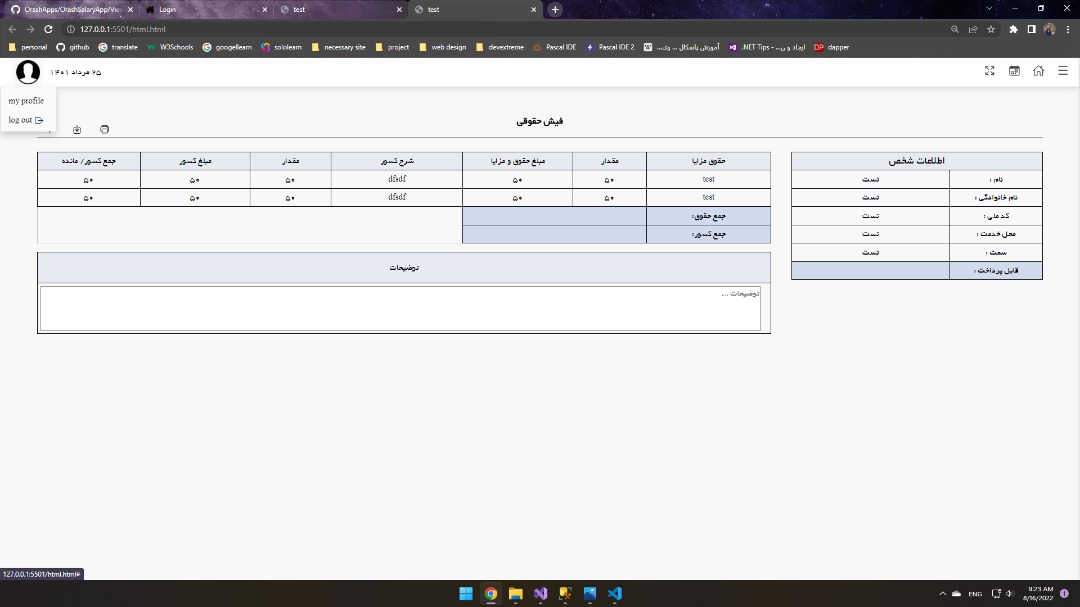 OrashApps/OrashSalaryApp/Vie
Login
test
test
127.0.0.1:5501/html.html
personal
github
translate
W3Schools
googelleam
sololearn
necessary site
project
web design
devextreme
Pascal IDE
Pascal IDE 2
آموزش پاسکال ... وی...
.NET Tips - ...ایجاد و ن
dapper
۲۵ مرداد ۱۴۰۱
my profile
log out
فیش حقوقی
اطلاعات شخص
نام : تست
نام خانوادگی : تست
کد ملی : تست
محل خدمت : تست
سمت : تست
قابل پرداخت :
حقوق مزایا مقدار مبلغ حقوق و مزایا شرح کسور مقدار مبلغ کسور جمع کسور/ مانده
test ۵۰ ۵۰ dfsdf ۵۰ ۵۰ ۵۰
test ۵۰ ۵۰ dfsdf ۵۰ ۵۰ ۵۰
جمع حقوق:
جمع کسور:
توضیحات
توضیحات ...
127.0.0.1:5501/html.html#
ENG
9:23 AM
8/16/2022